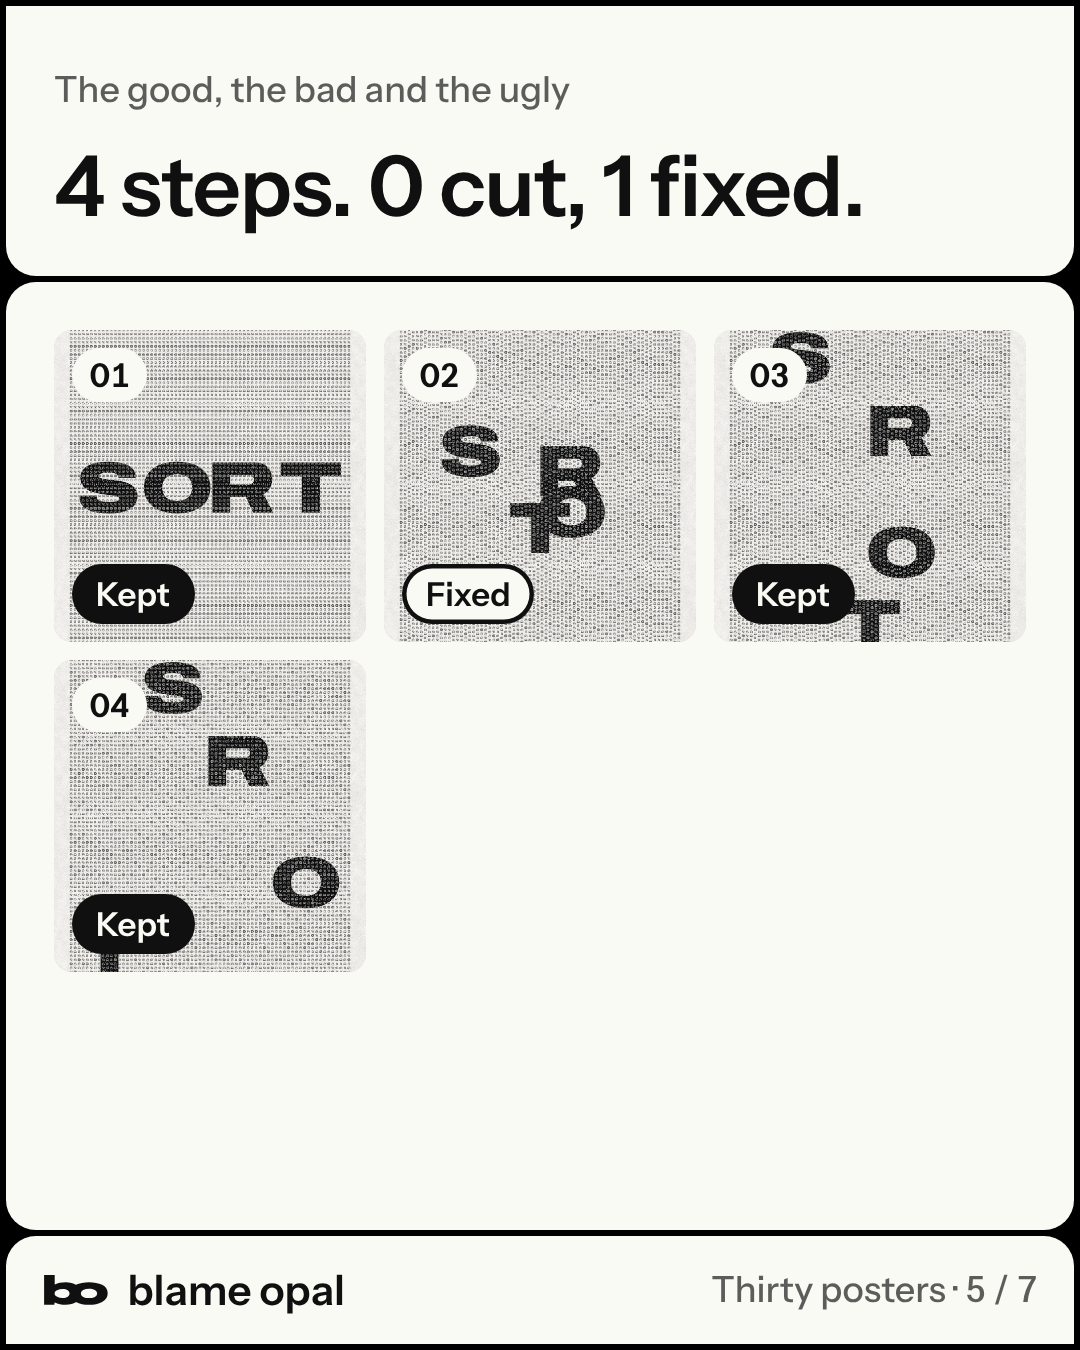 The good, the bad and the ugly
4 steps. 0 cut, 1 fixed.
01
SORT
Kept
02
S R
T O
Fixed
03
S
R
O
Kept T
04
S
R
O
Kept
T
bo blame opal
Thirty posters · 5 / 7